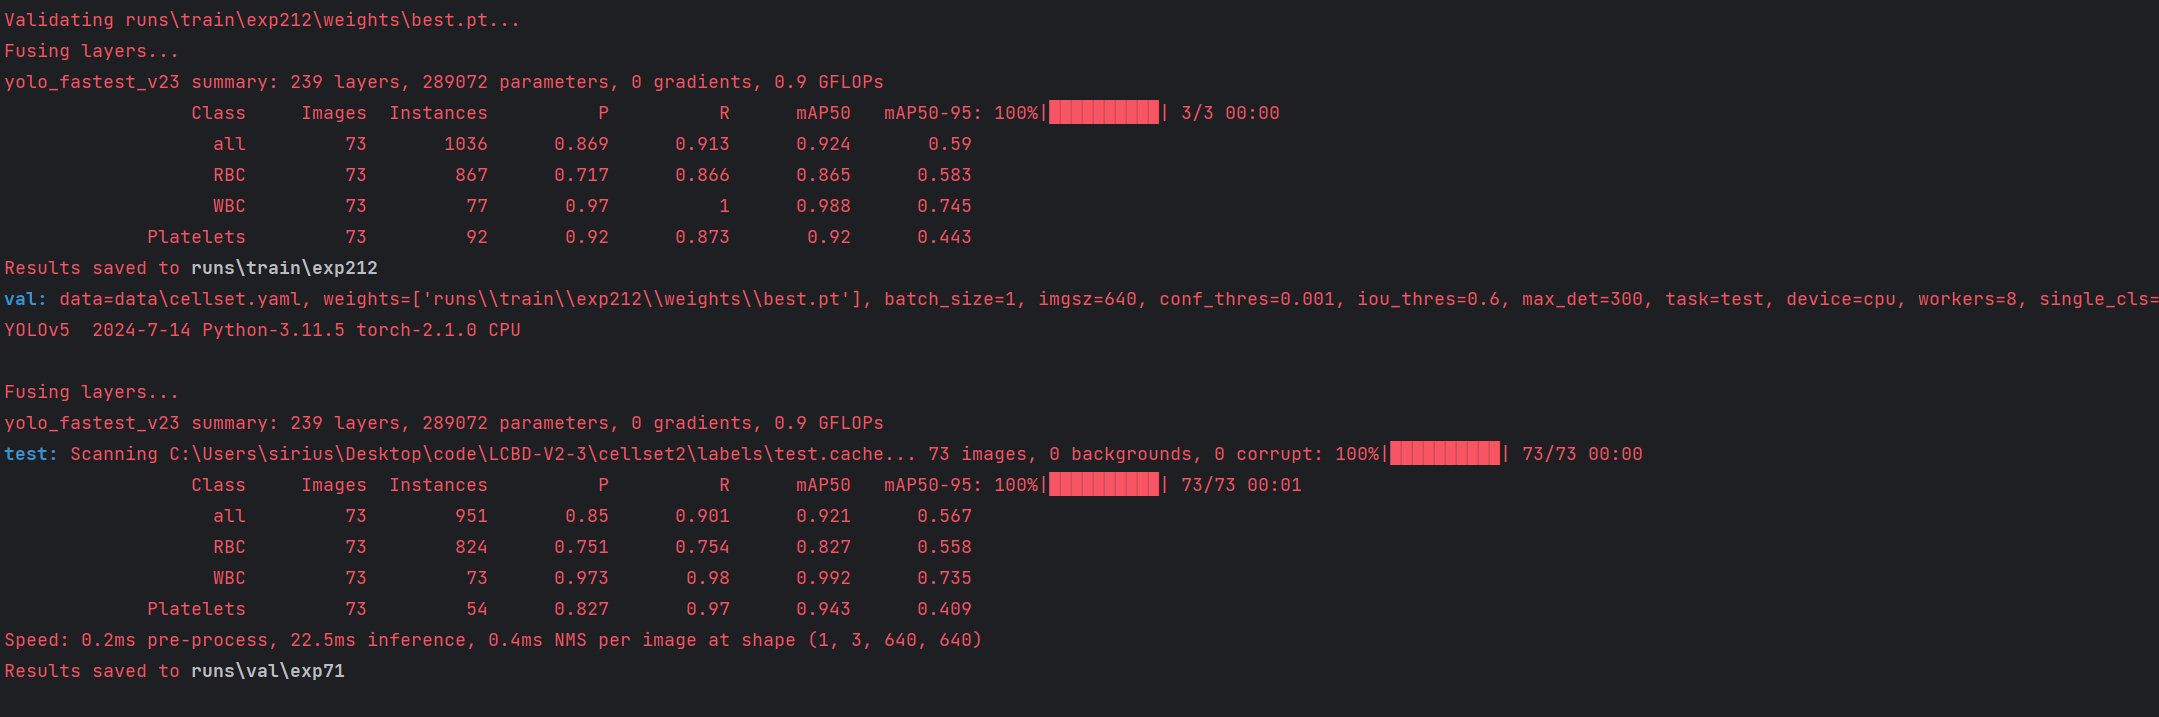 Validating runs\train\exp212\weights\best.pt...
Fusing layers...
yolo_fastest_v23 summary: 239 layers, 289072 parameters, 0 gradients, 0.9 GFLOPs
Class Images Instances P R mAP50 mAP50-95: 100%|██████████| 3/3 00:00
all 73 1036 0.869 0.913 0.924 0.59
RBC 73 867 0.717 0.866 0.865 0.583
WBC 73 77 0.97 1 0.988 0.745
Platelets 73 92 0.92 0.873 0.92 0.443
Results saved to runs\train\exp212
val: data=data\cellset.yaml, weights=['runs\\train\\exp212\\weights\\best.pt'], batch_size=1, imgsz=640, conf_thres=0.001, iou_thres=0.6, max_det=300, task=test, device=cpu, workers=8, single_cls=
YOLOv5  2024-7-14 Python-3.11.5 torch-2.1.0 CPU
Fusing layers...
yolo_fastest_v23 summary: 239 layers, 289072 parameters, 0 gradients, 0.9 GFLOPs
test: Scanning C:\Users\sirius\Desktop\code\LCBD-V2-3\cellset2\labels\test.cache... 73 images, 0 backgrounds, 0 corrupt: 100%|██████████| 73/73 00:00
Class Images Instances P R mAP50 mAP50-95: 100%|██████████| 73/73 00:01
all 73 951 0.85 0.901 0.921 0.567
RBC 73 824 0.751 0.754 0.827 0.558
WBC 73 73 0.973 0.98 0.992 0.735
Platelets 73 54 0.827 0.97 0.943 0.409
Speed: 0.2ms pre-process, 22.5ms inference, 0.4ms NMS per image at shape (1, 3, 640, 640)
Results saved to runs\val\exp71